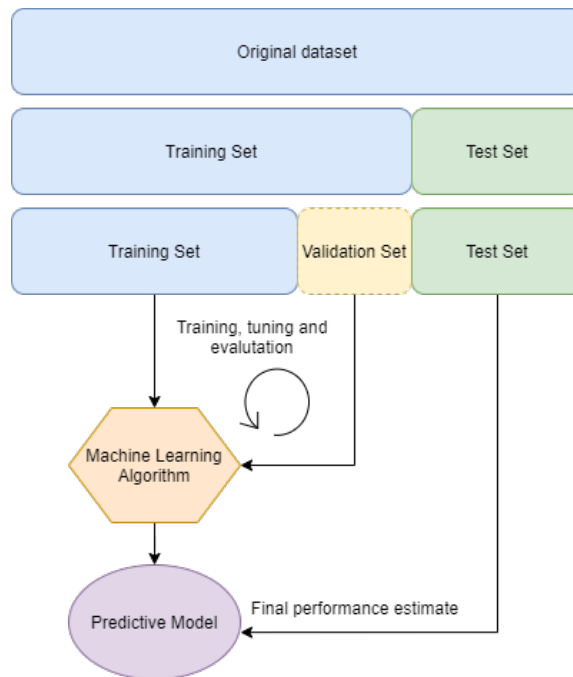 Original dataset
Training Set
Test Set
Training Set
Validation Set
Test Set
Training, tuning and
evalutation
Machine Learning
Algorithm
Final performance estimate
Predictive Model